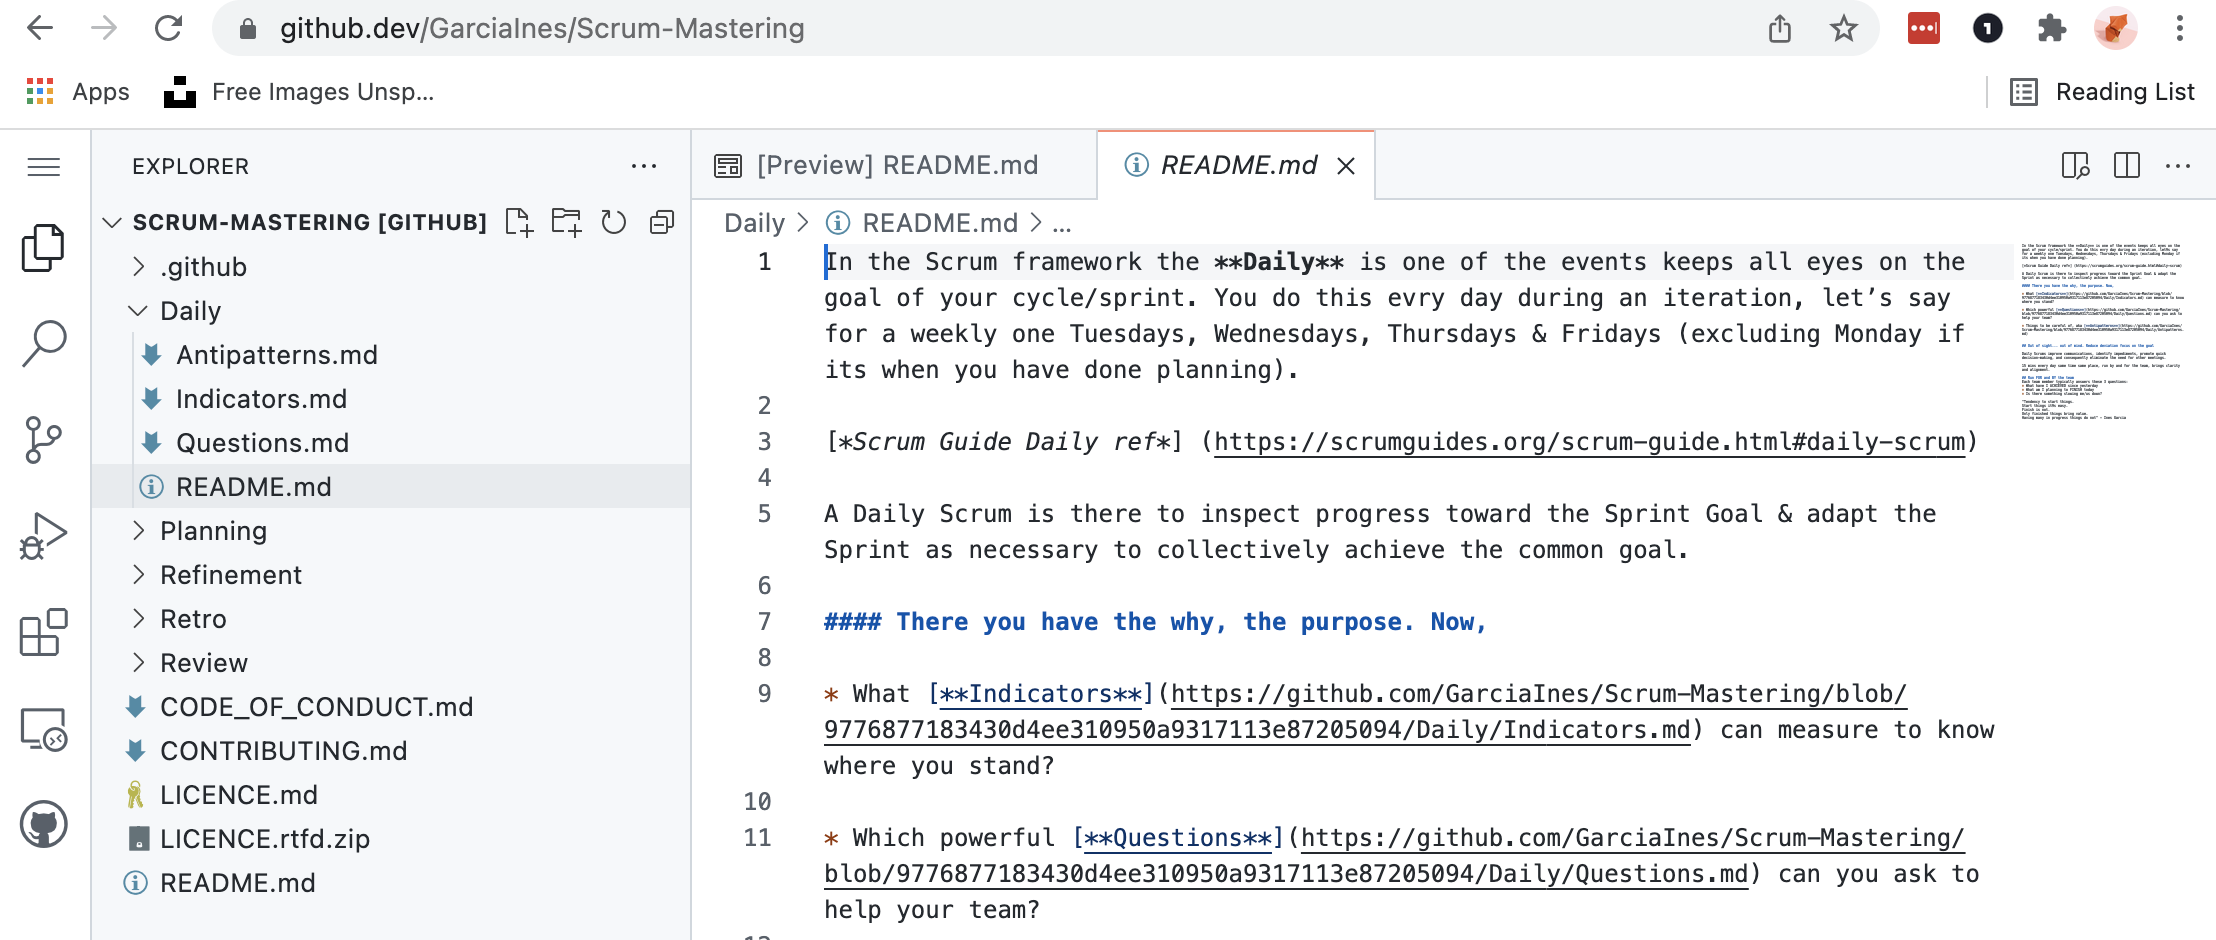 github.dev/GarciaInes/Scrum-Mastering
1
Apps
Free Images Unsp...
Reading List
EXPLORER
SCRUM-MASTERING [GITHUB]
.github
Daily
Antipatterns.md
Indicators.md
Questions.md
README.md
Planning
Refinement
Retro
Review
CODE_OF_CONDUCT.md
CONTRIBUTING.md
LICENCE.md
LICENCE.rtfd.zip
README.md
[Preview] README.md
README.md
Daily > README.md > ...
1 In the Scrum framework the **Daily** is one of the events keeps all eyes on the
goal of your cycle/sprint. You do this evry day during an iteration, let’s say
for a weekly one Tuesdays, Wednesdays, Thursdays & Fridays (excluding Monday if
its when you have done planning).
2
3 [*Scrum Guide Daily ref*] (https://scrumguides.org/scrum-guide.html#daily-scrum)
4
5 A Daily Scrum is there to inspect progress toward the Sprint Goal & adapt the
Sprint as necessary to collectively achieve the common goal.
6
7 #### There you have the why, the purpose. Now,
8
9 * What [**Indicators**](https://github.com/GarciaInes/Scrum-Mastering/blob/
9776877183430d4ee310950a9317113e87205094/Daily/Indicators.md) can measure to know
where you stand?
10
11 * Which powerful [**Questions**](https://github.com/GarciaInes/Scrum-Mastering/
blob/9776877183430d4ee310950a9317113e87205094/Daily/Questions.md) can you ask to
help your team?